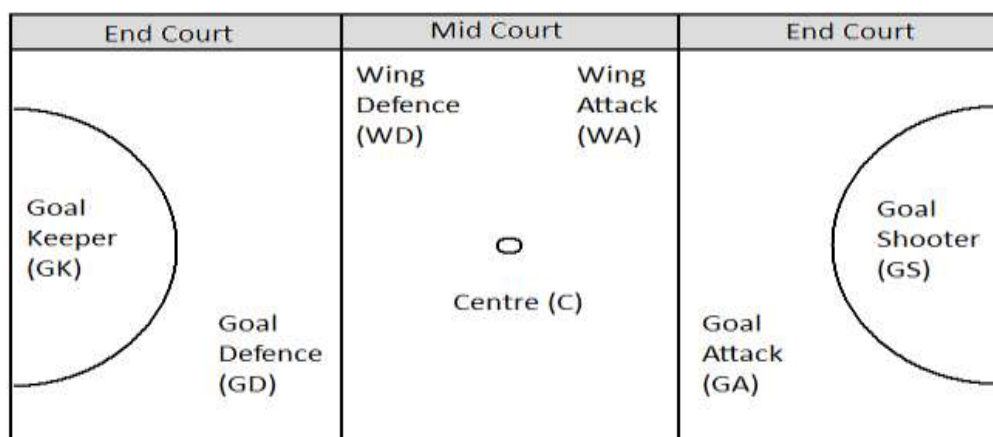 End Court
Mid Court
End Court
Wing
Defence
(WD)
Wing
Attack
(WA)
Goal
Keeper
(GK)
Goal
Shooter
(GS)
Centre (C)
Goal
Defence
(GD)
Goal
Attack
(GA)